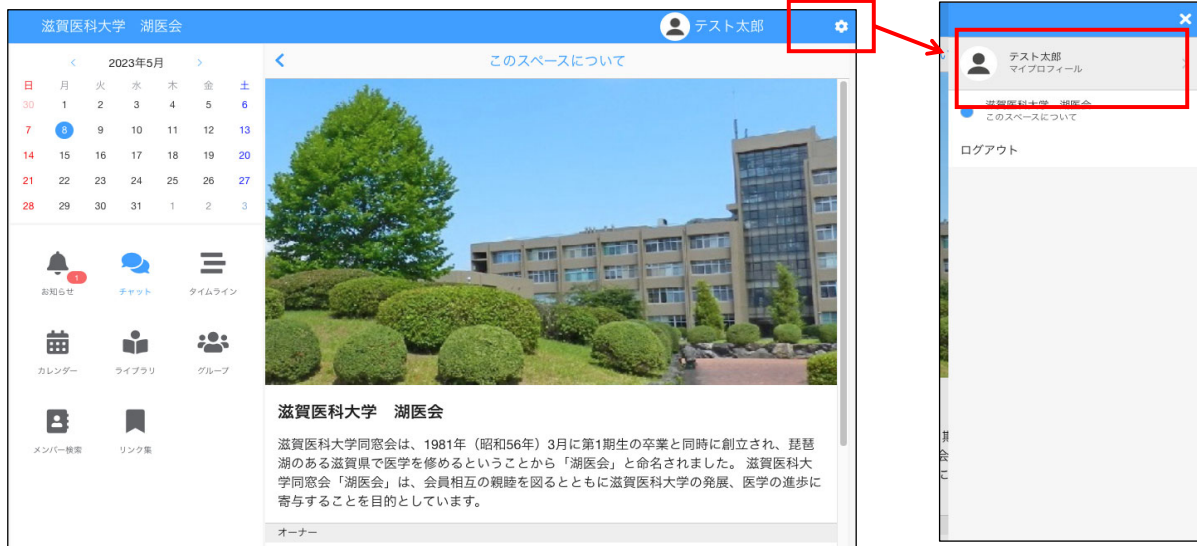 滋賀医科大学　湖医会
テスト太郎
2023年5月
日 月 火 水 木 金 土
30 1 2 3 4 5 6
7 8 9 10 11 12 13
14 15 16 17 18 19 20
21 22 23 24 25 26 27
28 29 30 31 1 2 3
1
お知らせ チャット タイムライン
カレンダー ライブラリ グループ
メンバー検索 リンク集
このスペースについて
滋賀医科大学　湖医会
滋賀医科大学同窓会は、1981年（昭和56年）3月に第1期生の卒業と同時に創立され、琵琶
湖のある滋賀県で医学を修めるということから「湖医会」と命名されました。 滋賀医科大
学同窓会「湖医会」は、会員相互の親睦を図るとともに滋賀医科大学の発展、医学の進歩に
寄与することを目的としています。
オーナー
テスト太郎
マイプロフィール
滋賀医科大学　湖医会
このスペースについて
ログアウト